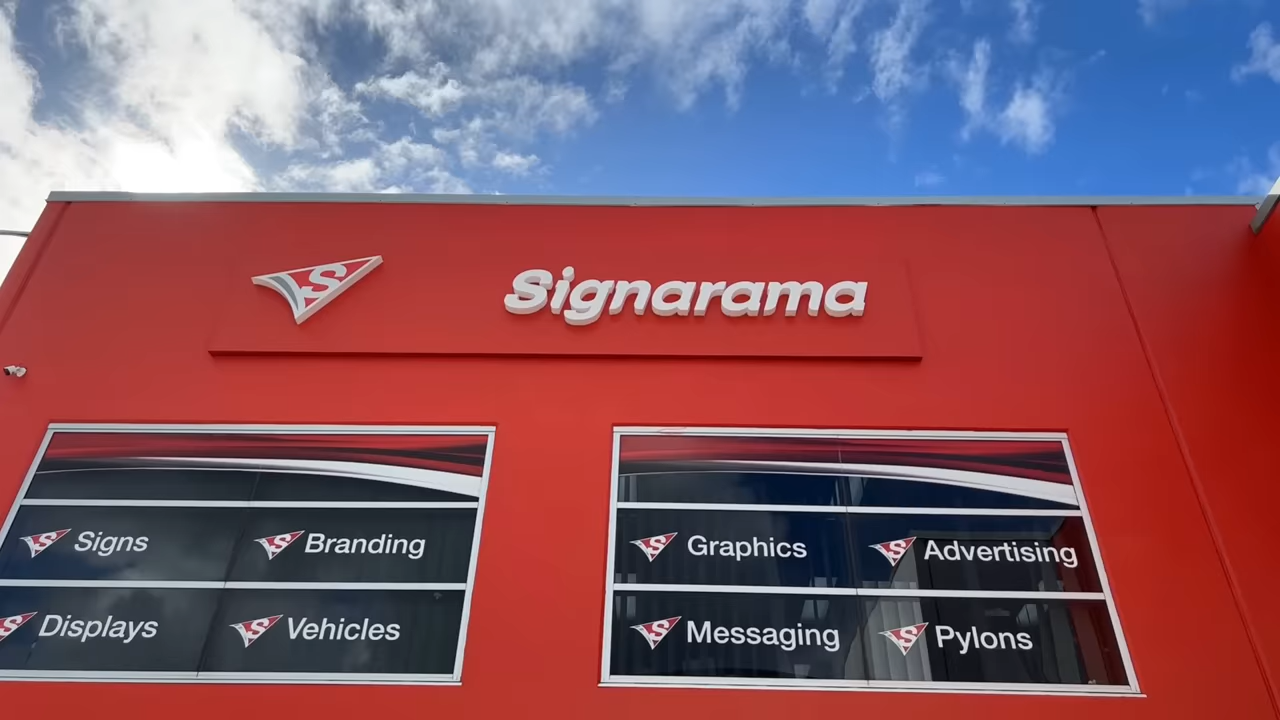 S
Signarama
S Signs
S Branding
S Displays
S Vehicles
S Graphics
S Advertising
S Messaging
S Pylons